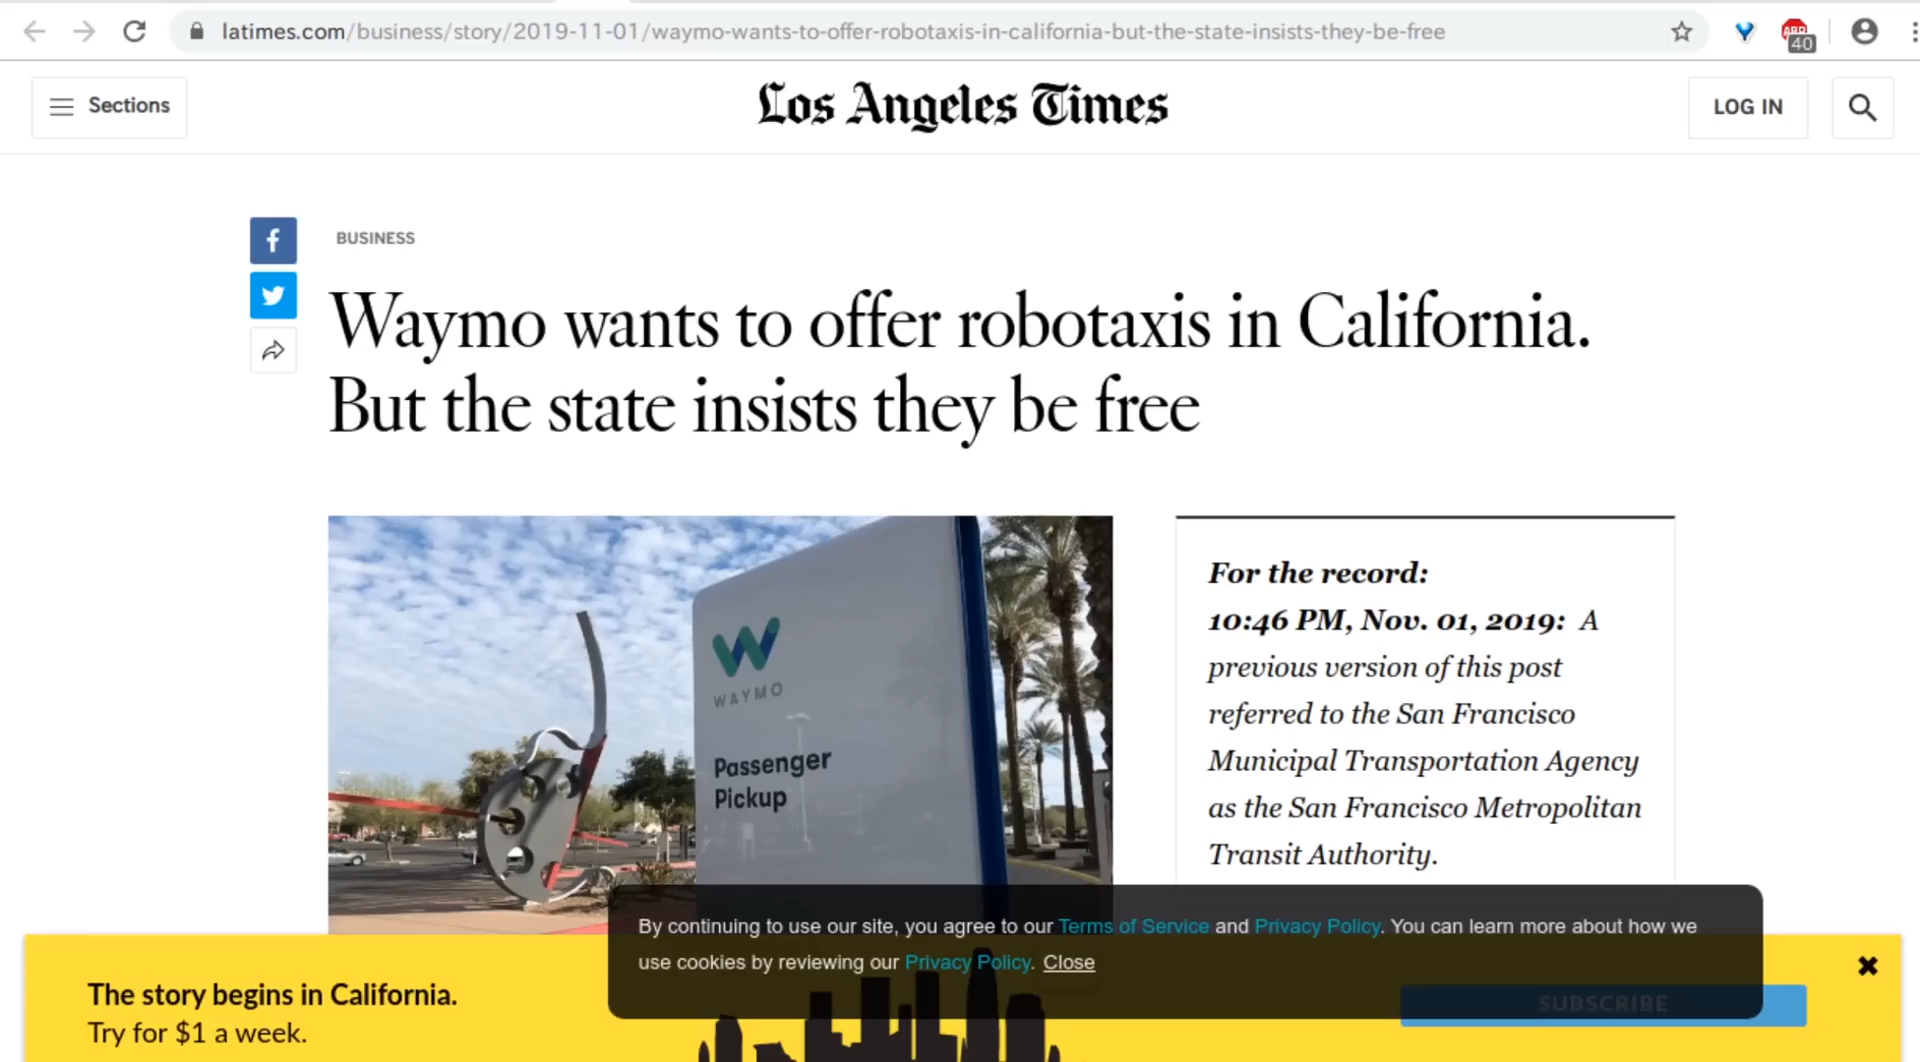 latimes.com/business/story/2019-11-01/waymo-wants-to-offer-robotaxis-in-california-but-the-state-insists-they-be-free
ABP
40
Sections
Los Angeles Times
LOG IN
BUSINESS
Waymo wants to offer robotaxis in California.
But the state insists they be free
WAYMO
Passenger
Pickup
For the record:
10:46 PM, Nov. 01, 2019: A
previous version of this post
referred to the San Francisco
Municipal Transportation Agency
as the San Francisco Metropolitan
Transit Authority.
By continuing to use our site, you agree to our Terms of Service and Privacy Policy. You can learn more about how we
use cookies by reviewing our Privacy Policy. Close
The story begins in California.
Try for $1 a week.
SUBSCRIBE